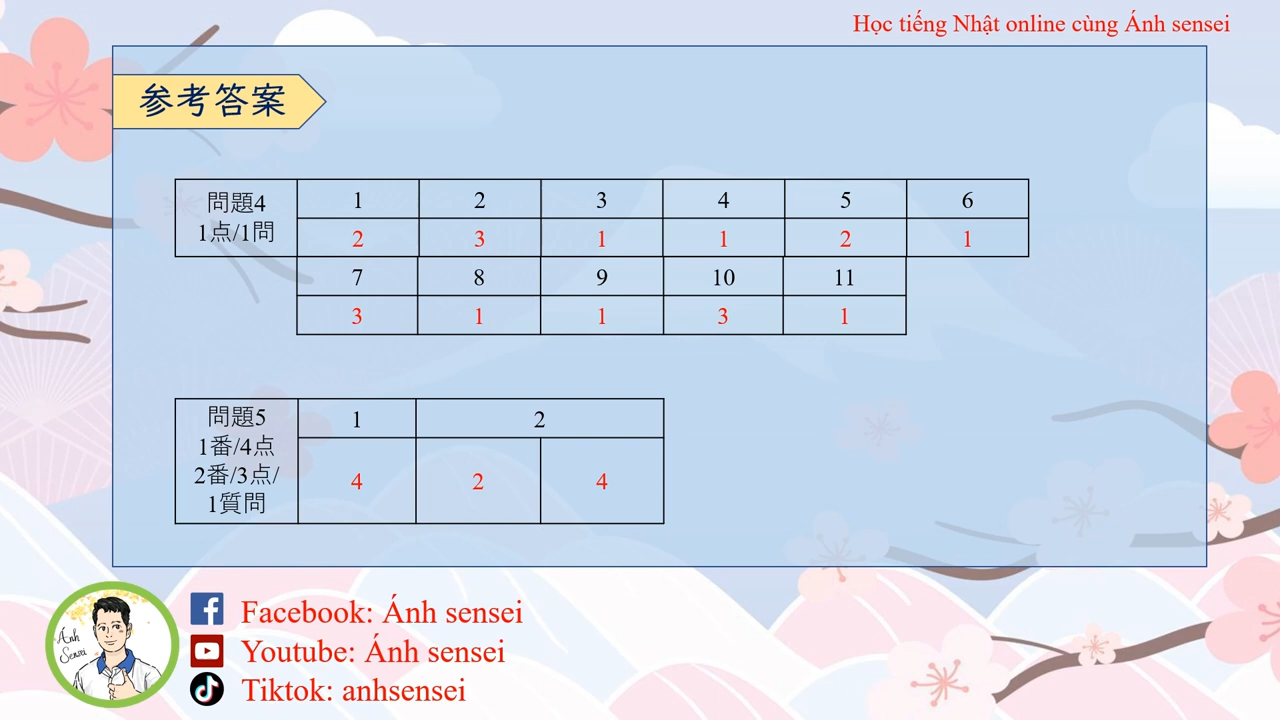 Học tiếng Nhật online cùng Ánh sensei
参考答案
問題4
1点/1問
1 2 3 4 5 6
2 3 1 1 2 1
7 8 9 10 11
3 1 1 3 1
問題5
1番/4点
2番/3点/
1質問
1 2
4 2 4
Ánh
Sensei
Facebook: Ánh sensei
Youtube: Ánh sensei
Tiktok: anhsensei